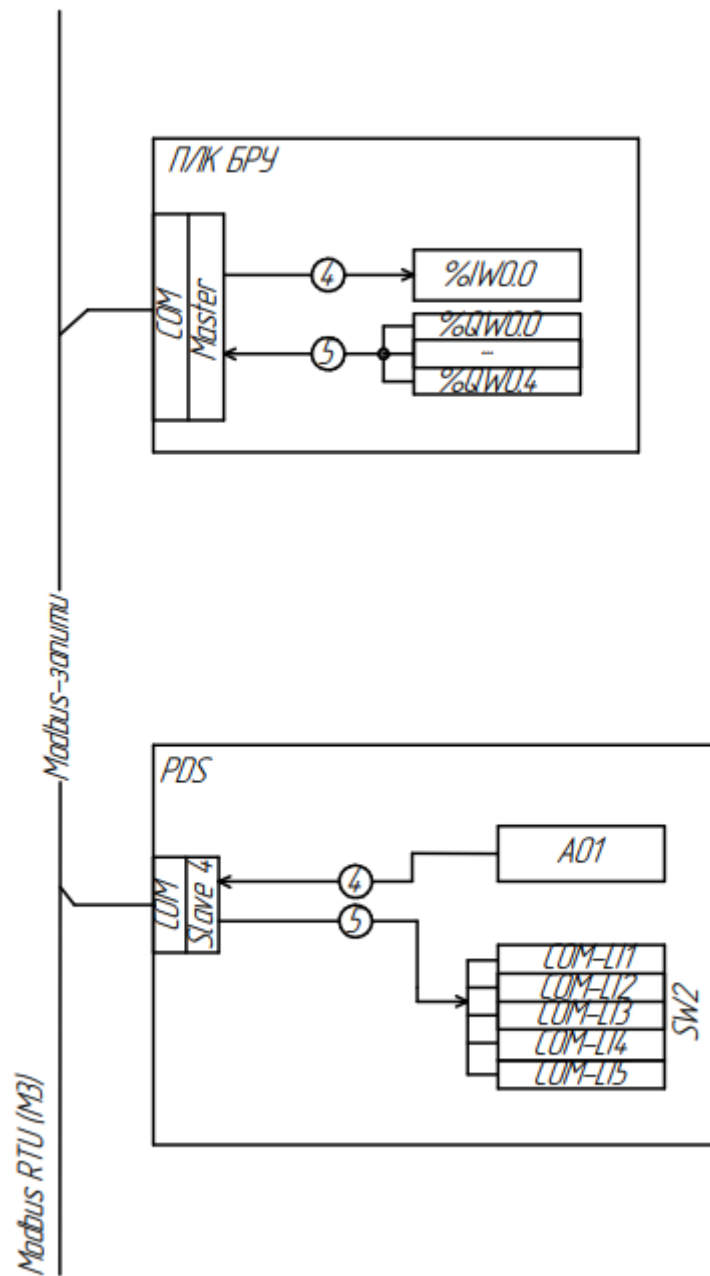 ПЛК БРУ
COM
Master
4
%IW0.0
5
%QW0.0
...
%QW0.4
Modbus-запити
PDS
COM
Slave 4
4
AO1
5
COM-LI1
COM-LI2
COM-LI3
COM-LI4
COM-LI5
SW2
Modbus RTU (M3)